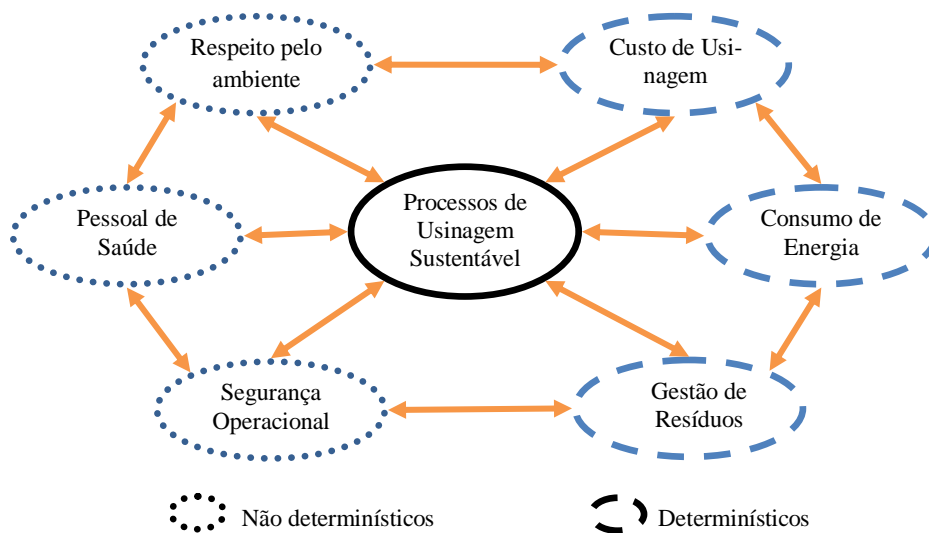 Respeito pelo
ambiente
Custo de Usi-
nagem
Pessoal de
Saúde
Processos de
Usinagem
Sustentável
Consumo de
Energia
Segurança
Operacional
Gestão de
Resíduos
Não determinísticos
Determinísticos